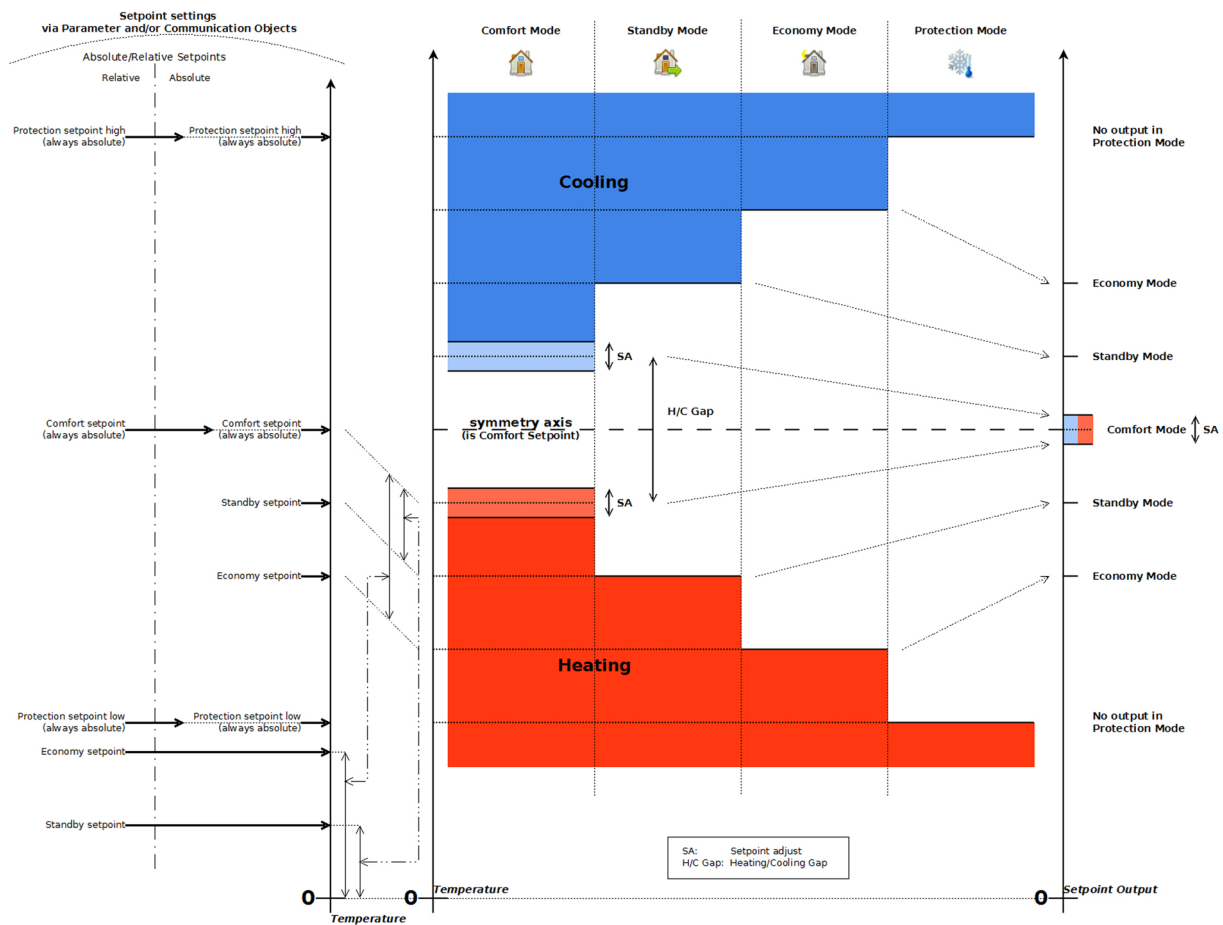 Setpoint settings
via Parameter and/or Communication Objects
Absolute/Relative Setpoints
Relative
Absolute
Comfort Mode
Standby Mode
Economy Mode
Protection Mode
Protection setpoint high
(always absolute)
Protection setpoint high
(always absolute)
No output in
Protection Mode
Cooling
Economy Mode
SA
Standby Mode
H/C Gap
Comfort setpoint
(always absolute)
Comfort setpoint
(always absolute)
symmetry axis
(is Comfort Setpoint)
Comfort Mode
SA
Standby setpoint
SA
Standby Mode
Economy setpoint
Economy Mode
Heating
Protection setpoint low
(always absolute)
Protection setpoint low
(always absolute)
No output in
Protection Mode
Economy setpoint
Standby setpoint
SA: Setpoint adjust
H/C Gap: Heating/Cooling Gap
0
0
0
Temperature
Setpoint Output
Temperature